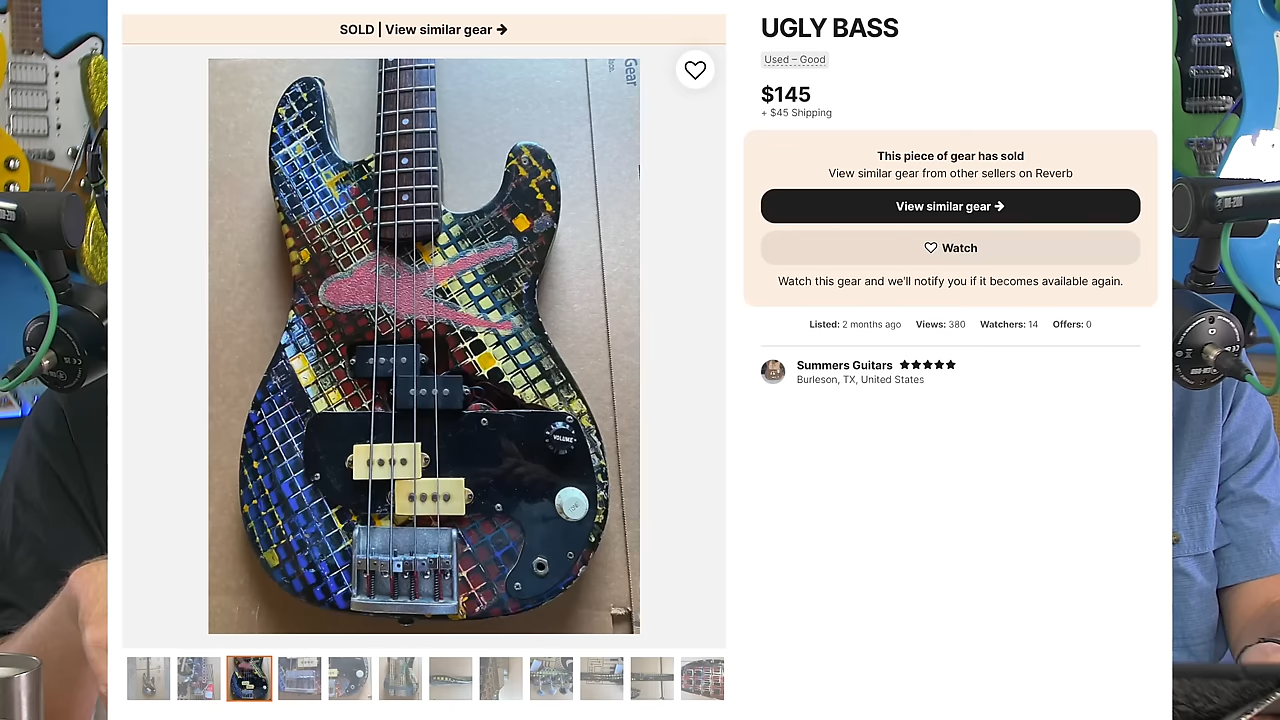 SOLD | View similar gear →
Gear
VOLUME
UGLY BASS
Used – Good
$145
+ $45 Shipping
This piece of gear has sold
View similar gear from other sellers on Reverb
View similar gear →
Watch
Watch this gear and we'll notify you if it becomes available again.
Listed: 2 months ago Views: 380 Watchers: 14 Offers: 0
Summers Guitars ★★★★★
Burleson, TX, United States